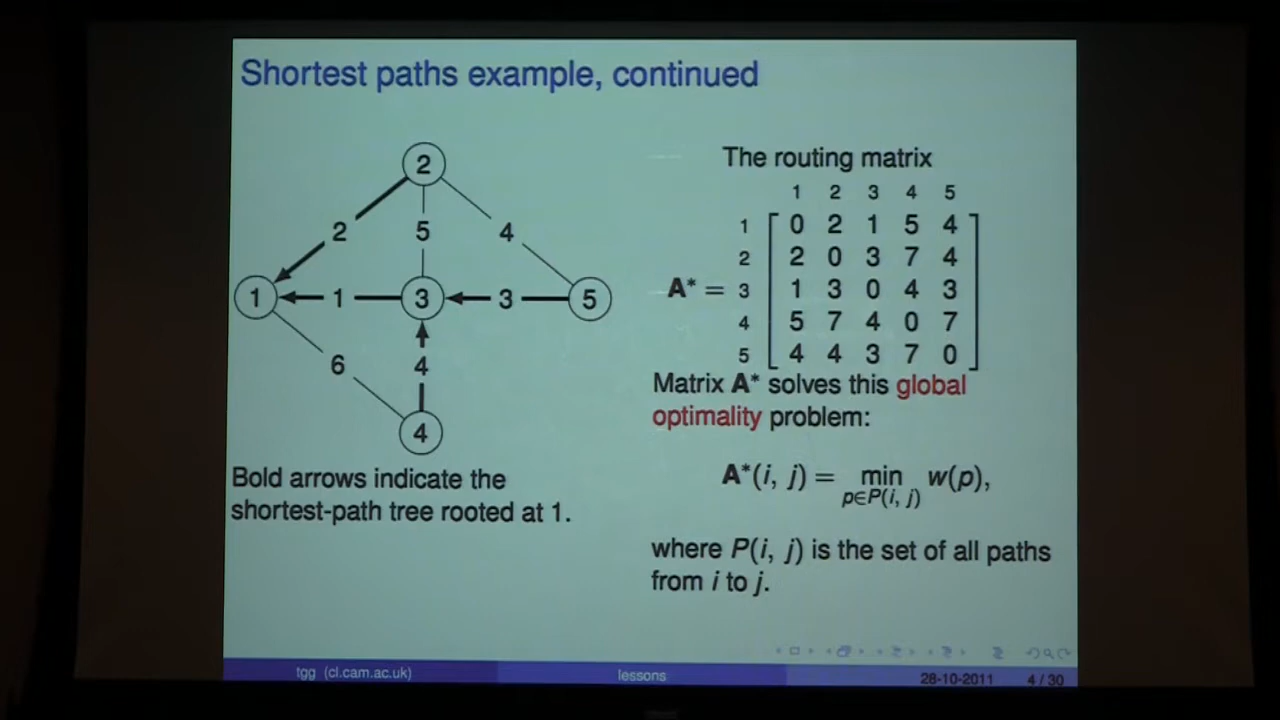 Shortest paths example, continued
2
2 5 4
1 1 3 3 5
6 4
4
Bold arrows indicate the
shortest-path tree rooted at 1.
The routing matrix
1 2 3 4 5
1 0 2 1 5 4
2 2 0 3 7 4
A* = 3 1 3 0 4 3
4 5 7 4 0 7
5 4 4 3 7 0
Matrix A* solves this global
optimality problem:
A*(i, j) = min w(p),
p∈P(i, j)
where P(i, j) is the set of all paths
from i to j.
tgg (cl.cam.ac.uk) lessons 28-10-2011 4 / 30